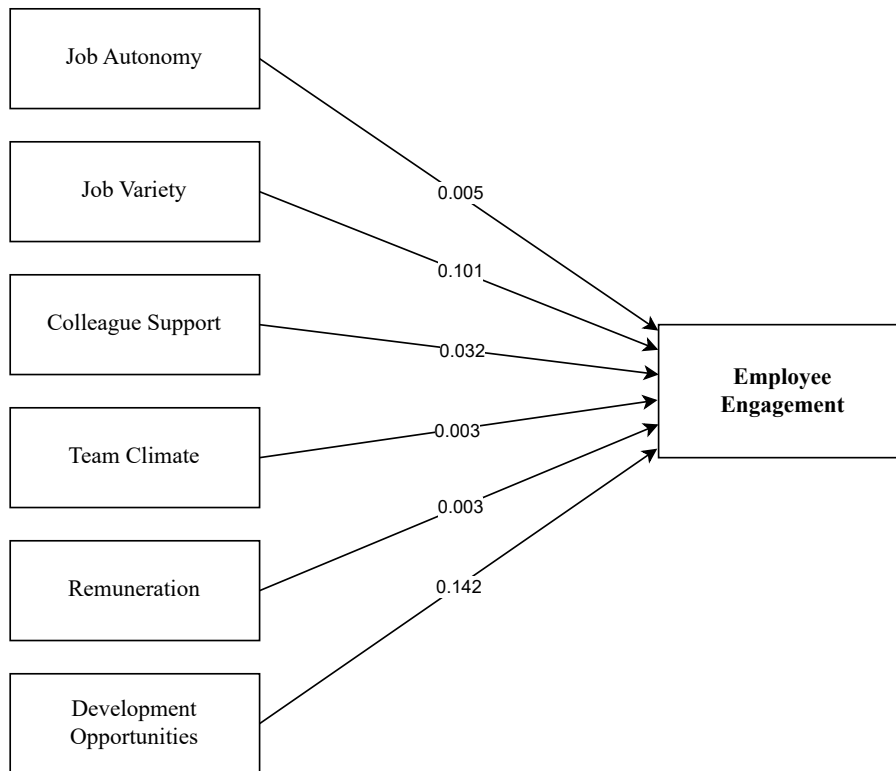 Job Autonomy
0.005
Job Variety
0.101
Colleague Support
0.032
Employee
Engagement
Team Climate
0.003
Remuneration
0.003
Development
Opportunities
0.142